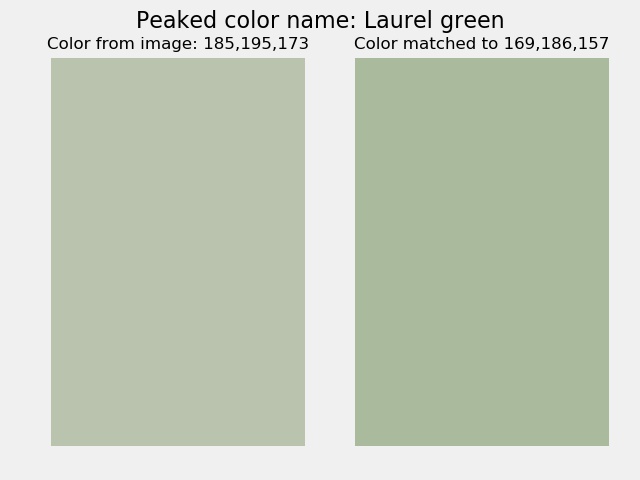 Peaked color name: Laurel green
Color from image: 185,195,173
Color matched to 169,186,157